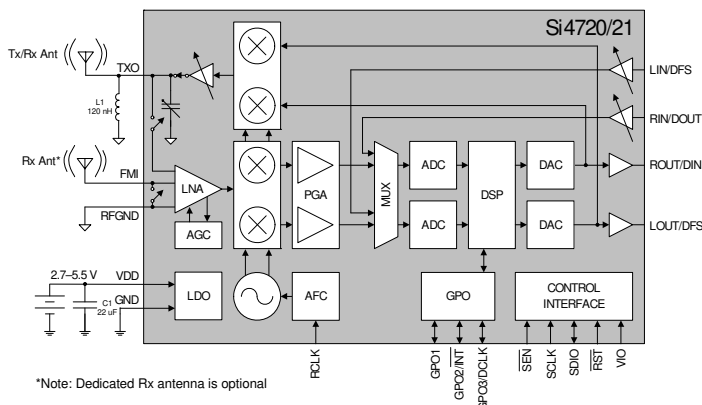 Si4720/21
Tx/Rx Ant
TXO
L1
120 nH
Rx Ant*
FMI
RFGND
LNA
AGC
PGA
MUX
ADC
ADC
DSP
DAC
DAC
LIN/DFS
RIN/DOUT
ROUT/DIN
LOUT/DFS
2.7–5.5 V
VDD
C1
22 uF
GND
LDO
AFC
GPO
CONTROL
INTERFACE
RCLK
GPO1
GPO2/INT
GPO3/DCLK
SEN
SCLK
SDIO
RST
VIO
*Note: Dedicated Rx antenna is optional